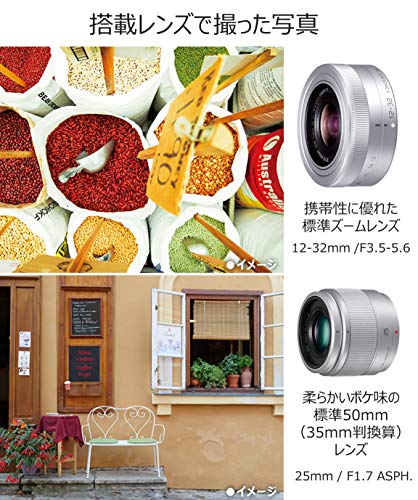 搭載レンズで撮った写真
●イメージ
携帯性に優れた
標準ズームレンズ
12-32mm /F3.5-5.6
Coffee
to go
●イメージ
柔らかいボケ味の
標準50mm
(35mm判換算)
レンズ
25mm / F1.7 ASPH.